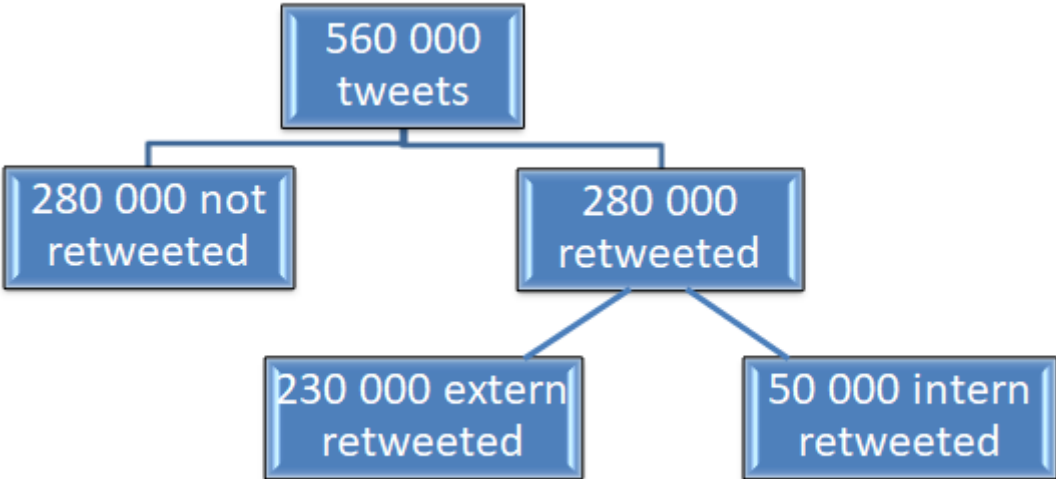 560 000
tweets
280 000 not
retweeted
280 000
retweeted
230 000 extern
retweeted
50 000 intern
retweeted